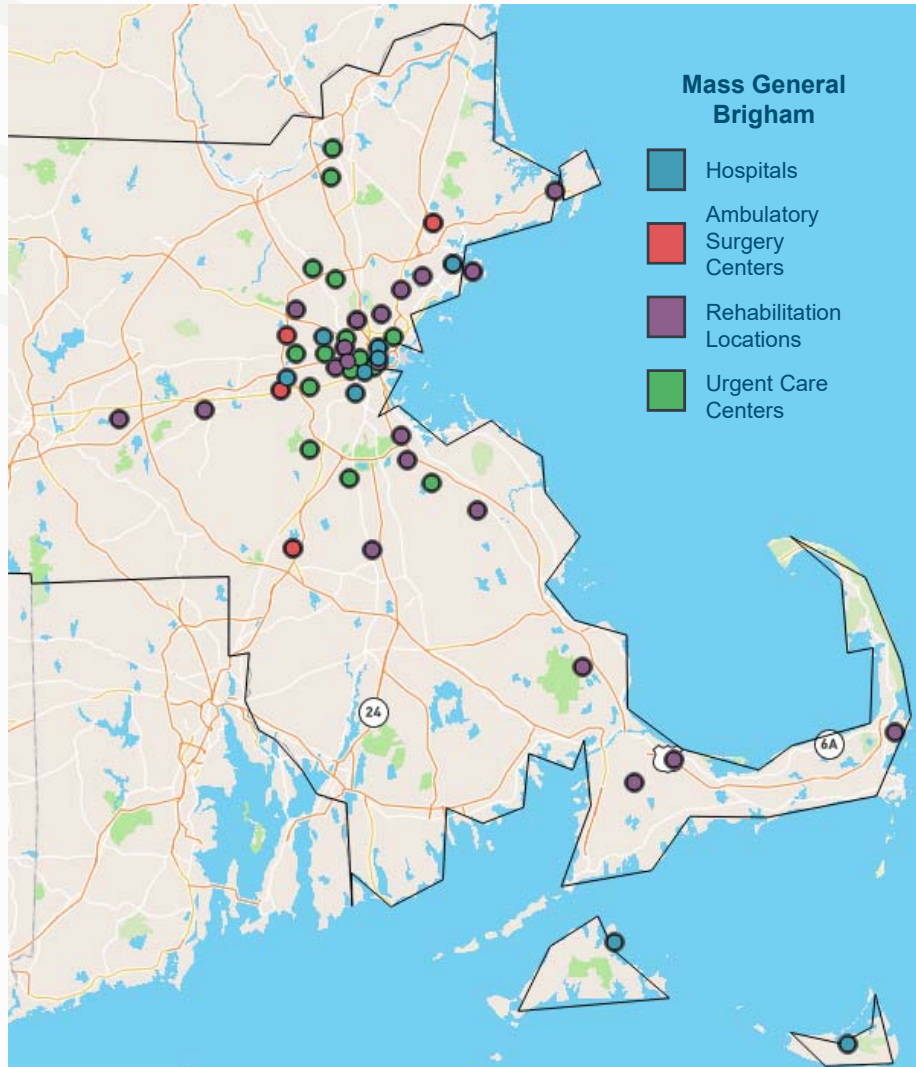 Mass General
Brigham
Hospitals
Ambulatory
Surgery
Centers
Rehabilitation
Locations
Urgent Care
Centers
24
6A